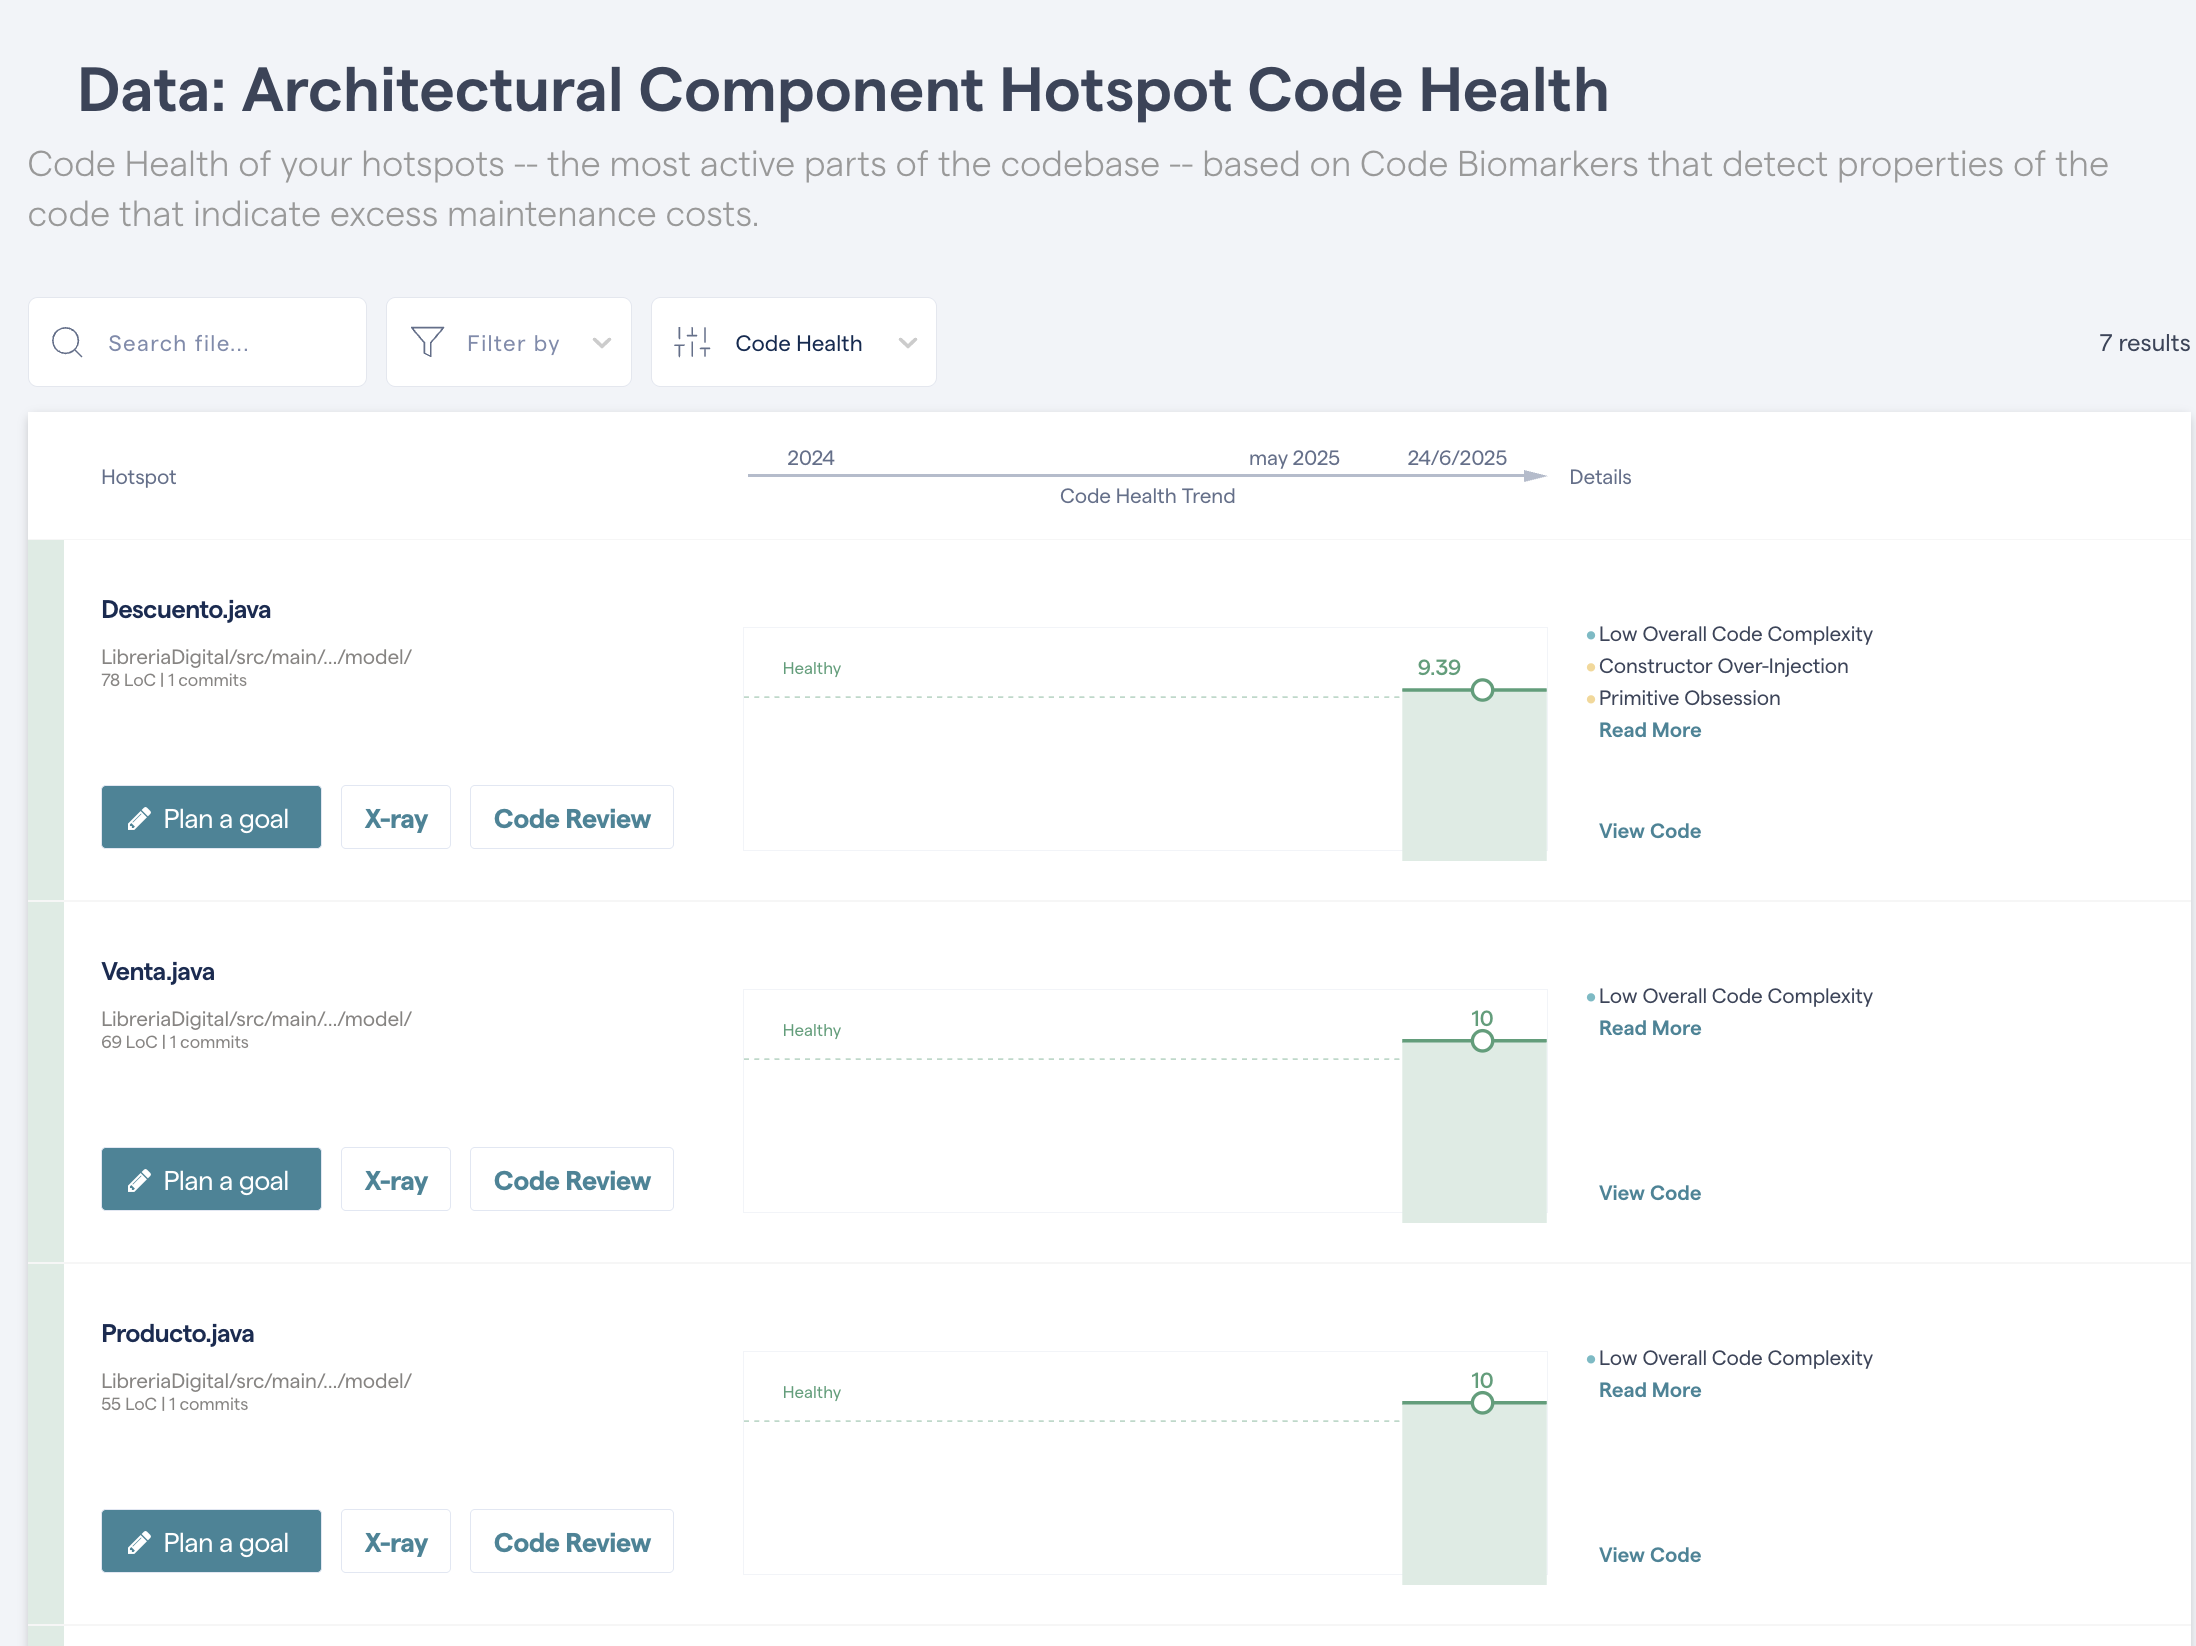 Data: Architectural Component Hotspot Code Health
Code Health of your hotspots -- the most active parts of the codebase -- based on Code Biomarkers that detect properties of the
code that indicate excess maintenance costs.
Search file...
Filter by
Code Health
7 results
Hotspot
2024
may 2025
24/6/2025
Code Health Trend
Details
Descuento.java
LibreriaDigital/src/main/.../model/
78 LoC | 1 commits
Plan a goal
X-ray
Code Review
Healthy
9.39
Low Overall Code Complexity
Constructor Over-Injection
Primitive Obsession
Read More
View Code
Venta.java
LibreriaDigital/src/main/.../model/
69 LoC | 1 commits
Plan a goal
X-ray
Code Review
Healthy
10
Low Overall Code Complexity
Read More
View Code
Producto.java
LibreriaDigital/src/main/.../model/
55 LoC | 1 commits
Plan a goal
X-ray
Code Review
Healthy
10
Low Overall Code Complexity
Read More
View Code